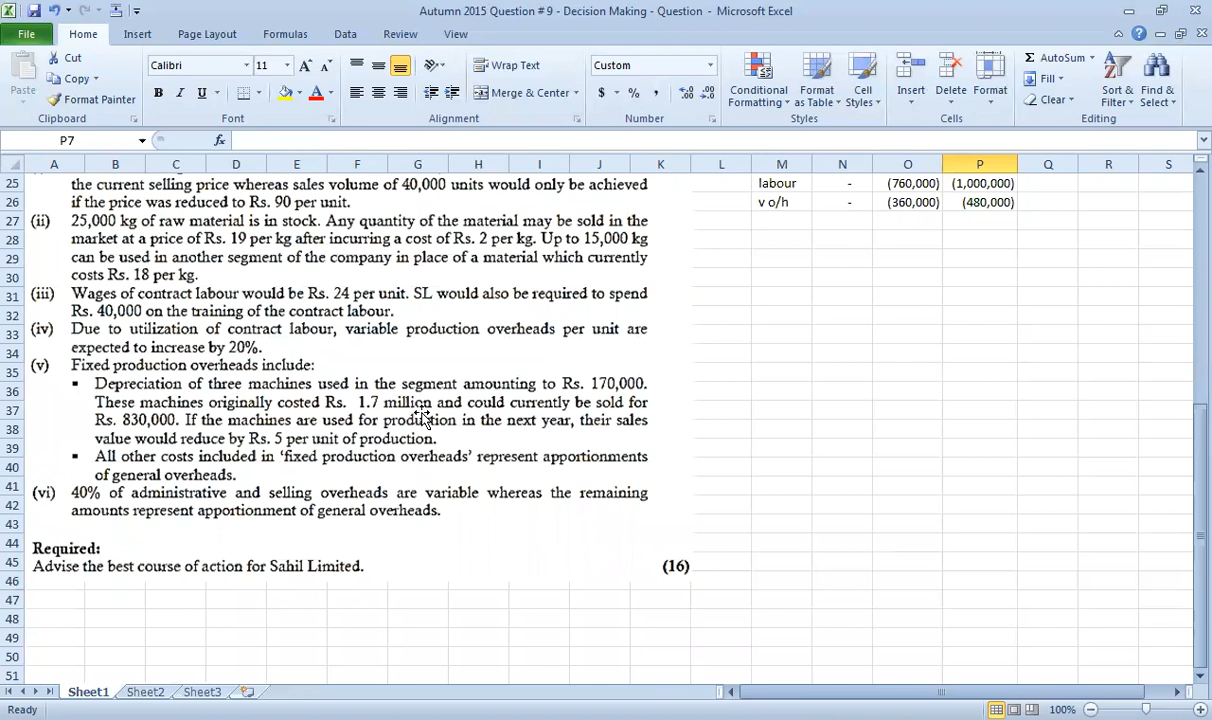 Autumn 2015 Question # 9 - Decision Making - Question - Microsoft Excel
File Home Insert Page Layout Formulas Data Review View
Paste Cut Copy Format Painter Clipboard
Calibri 11 Font
Wrap Text Merge & Center Alignment
Custom Number
Conditional Formatting Format as Table Cell Styles Styles
Insert Delete Format Cells
AutoSum Fill Clear Sort & Filter Find & Select Editing
P7 fx
A B C D E F G H I J K L M N O P Q R S
25 the current selling price whereas sales volume of 40,000 units would only be achieved labour - (760,000) (1,000,000)
26 if the price was reduced to Rs. 90 per unit. v o/h - (360,000) (480,000)
27 (ii) 25,000 kg of raw material is in stock. Any quantity of the material may be sold in the
28 market at a price of Rs. 19 per kg after incurring a cost of Rs. 2 per kg. Up to 15,000 kg
29 can be used in another segment of the company in place of a material which currently
30 costs Rs. 18 per kg.
31 (iii) Wages of contract labour would be Rs. 24 per unit. SL would also be required to spend
32 Rs. 40,000 on the training of the contract labour.
33 (iv) Due to utilization of contract labour, variable production overheads per unit are
34 expected to increase by 20%.
35 (v) Fixed production overheads include:
36 ▪ Depreciation of three machines used in the segment amounting to Rs. 170,000.
37 These machines originally costed Rs. 1.7 million and could currently be sold for
38 Rs. 830,000. If the machines are used for production in the next year, their sales
39 value would reduce by Rs. 5 per unit of production.
40 ▪ All other costs included in 'fixed production overheads' represent apportionments
41 of general overheads.
42 (vi) 40% of administrative and selling overheads are variable whereas the remaining
43 amounts represent apportionment of general overheads.
44 Required:
45 Advise the best course of action for Sahil Limited. (16)
46
47
48
49
50
51
Sheet1 Sheet2 Sheet3
Ready 100%